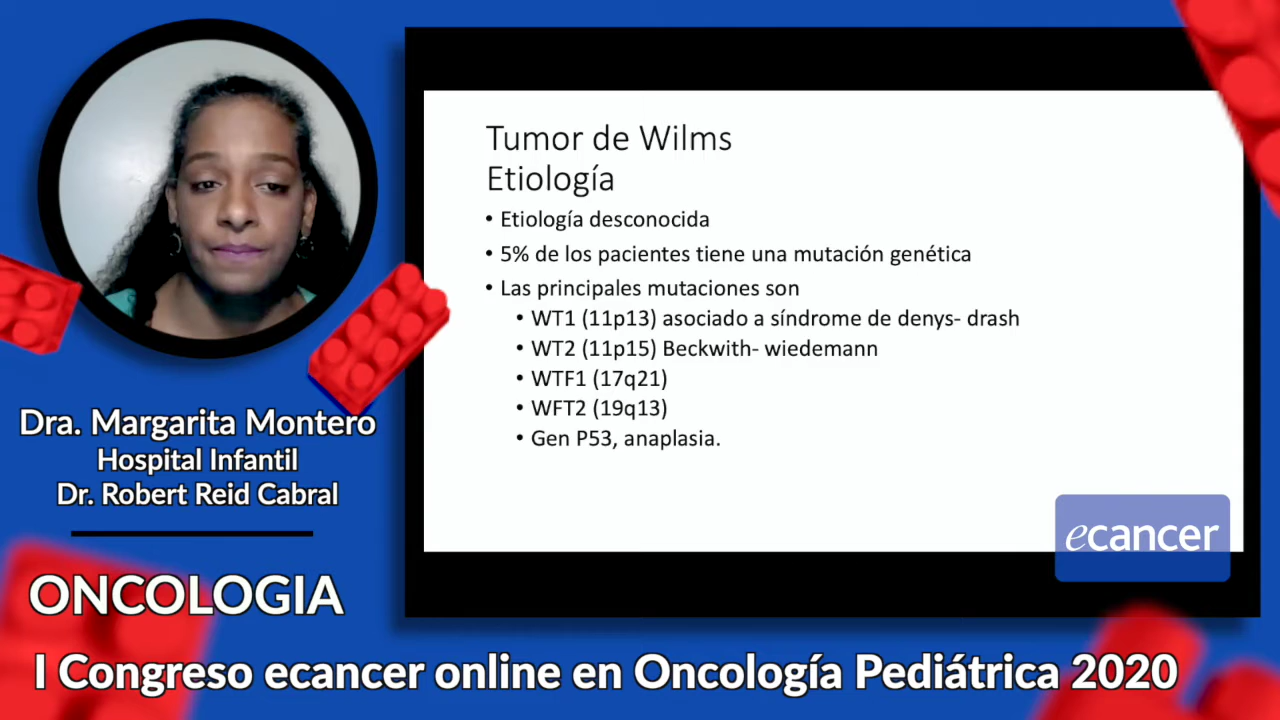 Tumor de Wilms
Etiología
• Etiología desconocida
• 5% de los pacientes tiene una mutación genética
• Las principales mutaciones son
• WT1 (11p13) asociado a síndrome de denys- drash
• WT2 (11p15) Beckwith- wiedemann
• WTF1 (17q21)
• WFT2 (19q13)
• Gen P53, anaplasia.
ecancer
Dra. Margarita Montero
Hospital Infantil
Dr. Robert Reid Cabral
ONCOLOGIA
I Congreso ecancer online en Oncología Pediátrica 2020